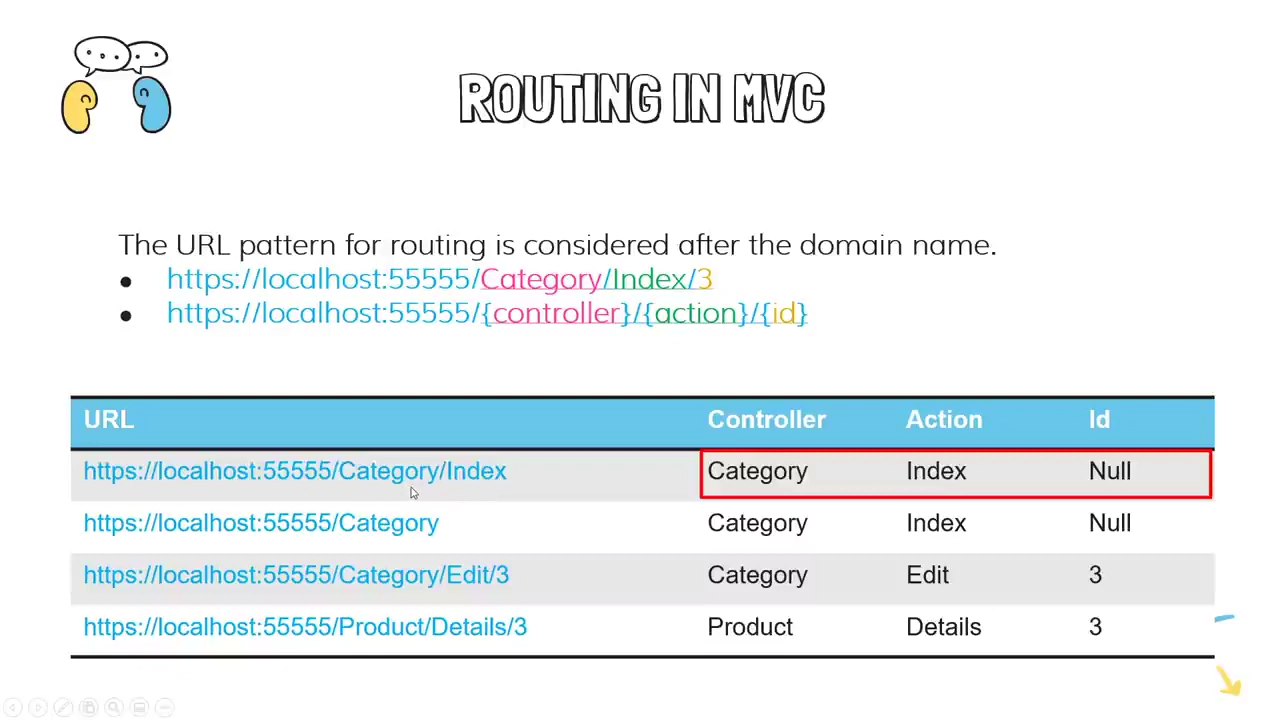 ROUTING IN MVC
The URL pattern for routing is considered after the domain name.
● https://localhost:55555/Category/Index/3
● https://localhost:55555/{controller}/{action}/{id}
URL Controller Action Id
https://localhost:55555/Category/Index Category Index Null
https://localhost:55555/Category Category Index Null
https://localhost:55555/Category/Edit/3 Category Edit 3
https://localhost:55555/Product/Details/3 Product Details 3